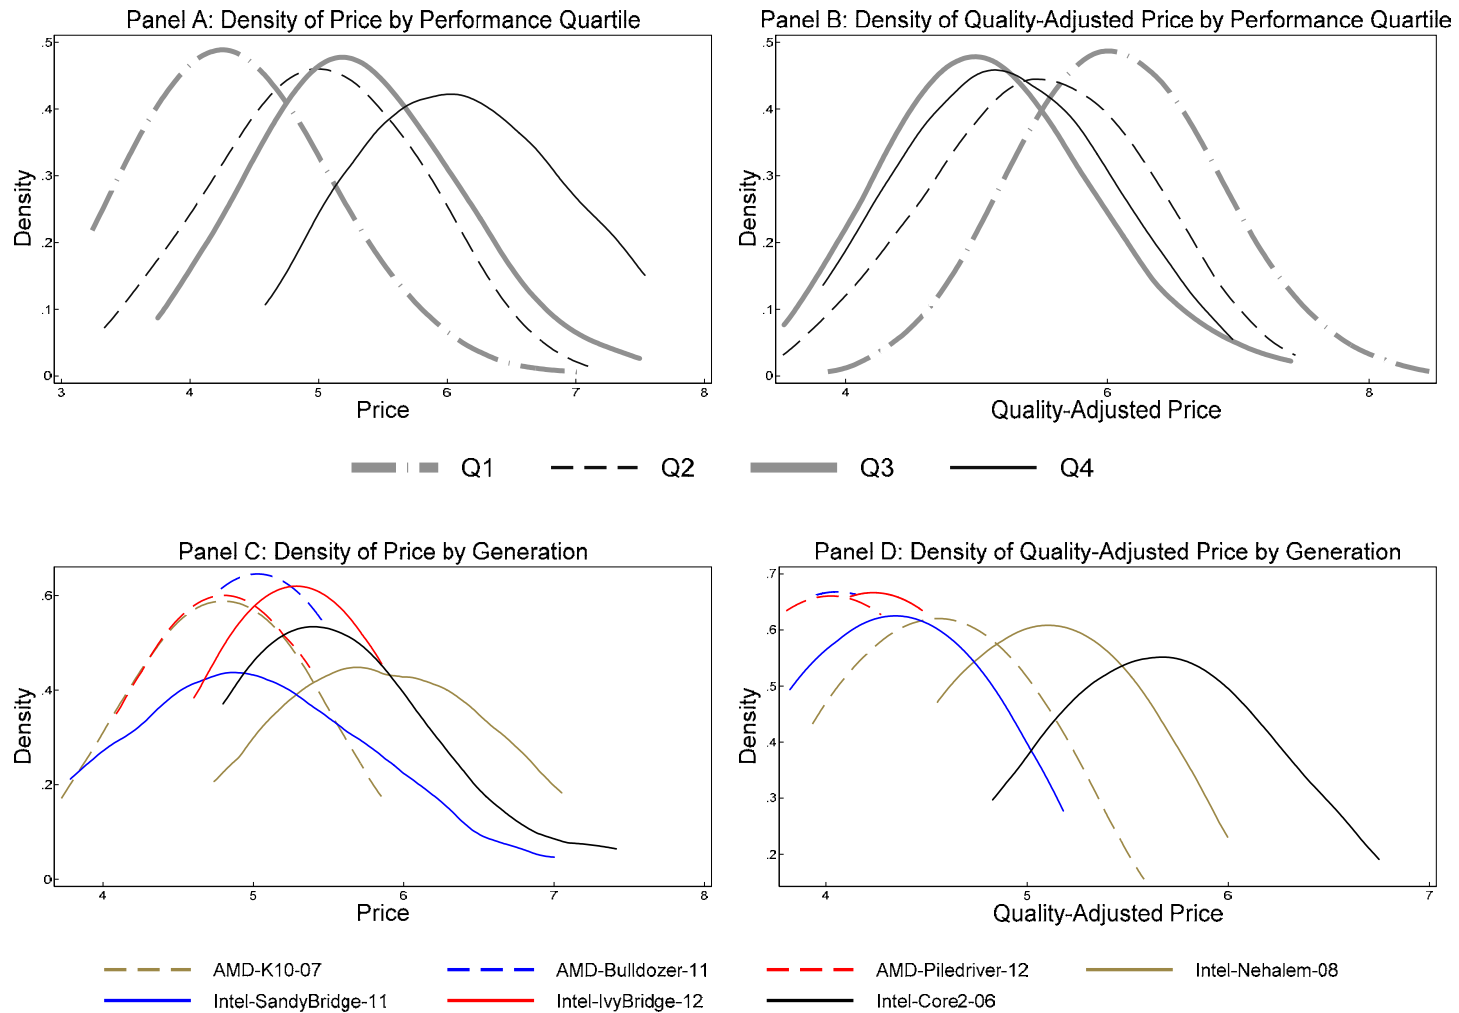 Panel A: Density of Price by Performance Quartile
Density
.5
.4
.3
.2
.1
0
3 4 5 6 7 8
Price
Panel B: Density of Quality-Adjusted Price by Performance Quartile
Density
.5
.4
.3
.2
.1
0
4 6 8
Quality-Adjusted Price
Q1 Q2 Q3 Q4
Panel C: Density of Price by Generation
Density
.6
.4
.2
0
4 5 6 7 8
Price
Panel D: Density of Quality-Adjusted Price by Generation
Density
.7
.6
.5
.4
.3
.2
4 5 6 7
Quality-Adjusted Price
AMD-K10-07 AMD-Bulldozer-11 AMD-Piledriver-12 Intel-Nehalem-08
Intel-SandyBridge-11 Intel-IvyBridge-12 Intel-Core2-06